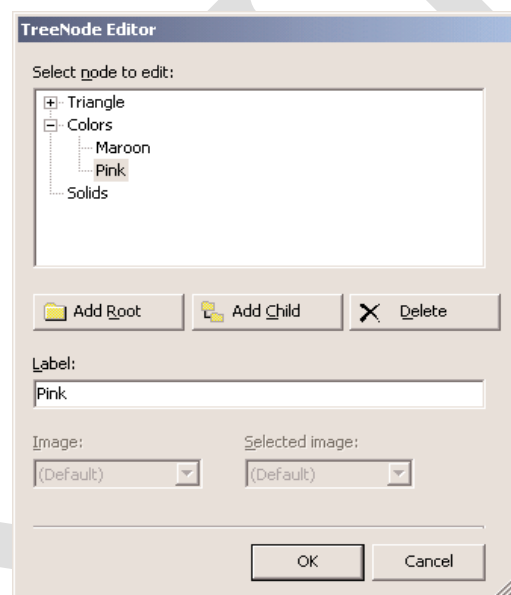 TreeNode Editor
Select node to edit:
Triangle
Colors
Maroon
Pink
Solids
Add Root Add Child Delete
Label:
Pink
Image: Selected image:
(Default) (Default)
OK Cancel